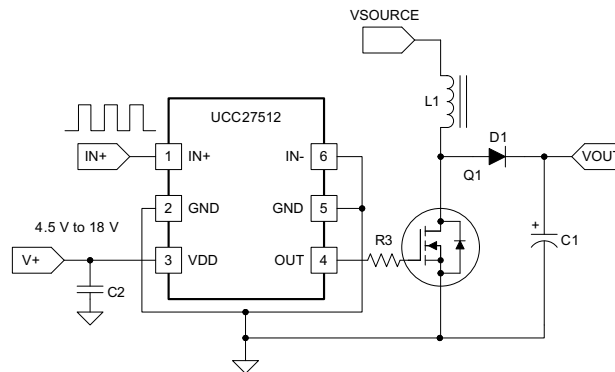 VSOURCE
L1
UCC27512
D1
IN+ 1 IN+ IN- 6
VOUT
Q1
2 GND GND 5
4.5 V to 18 V
R3
+
C1
V+ 3 VDD OUT 4
C2